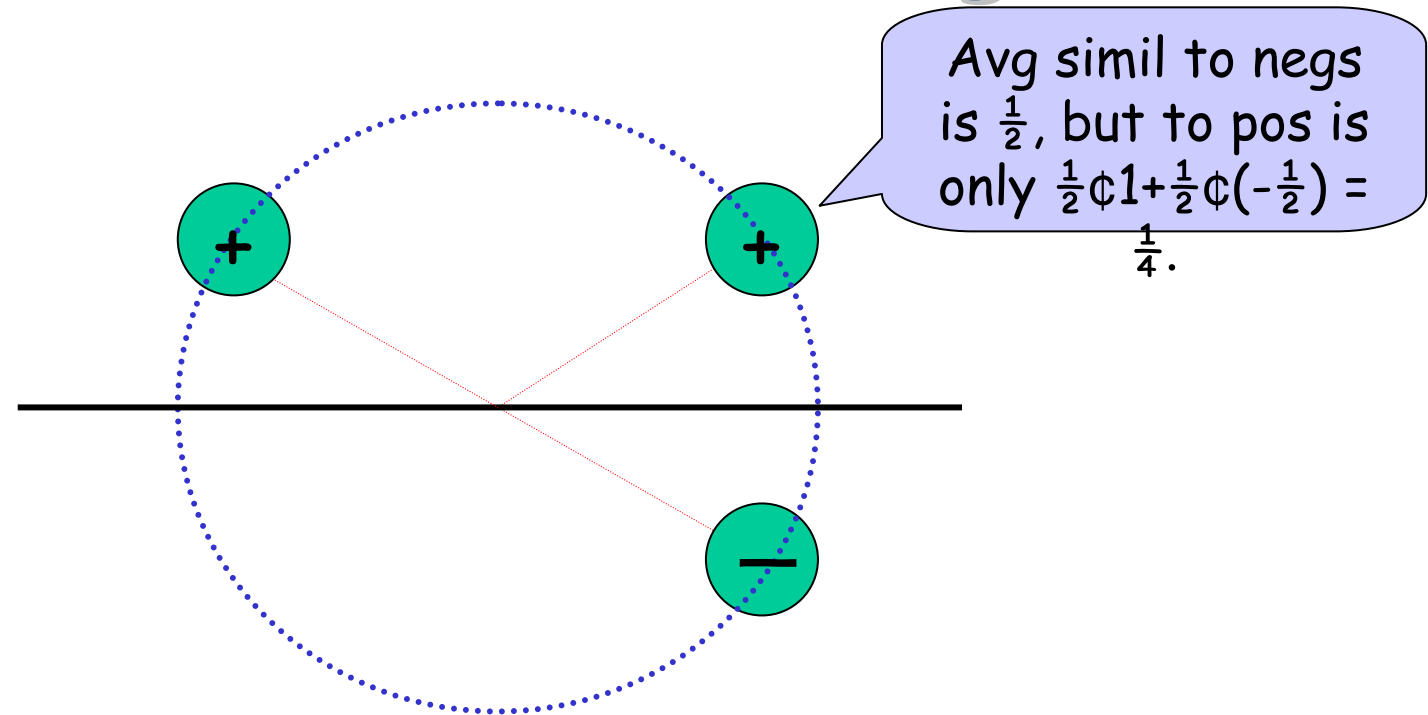 Avg simil to negs
is ½, but to pos is
only ½¢1+½¢(-½) =
¼.
+
+
−